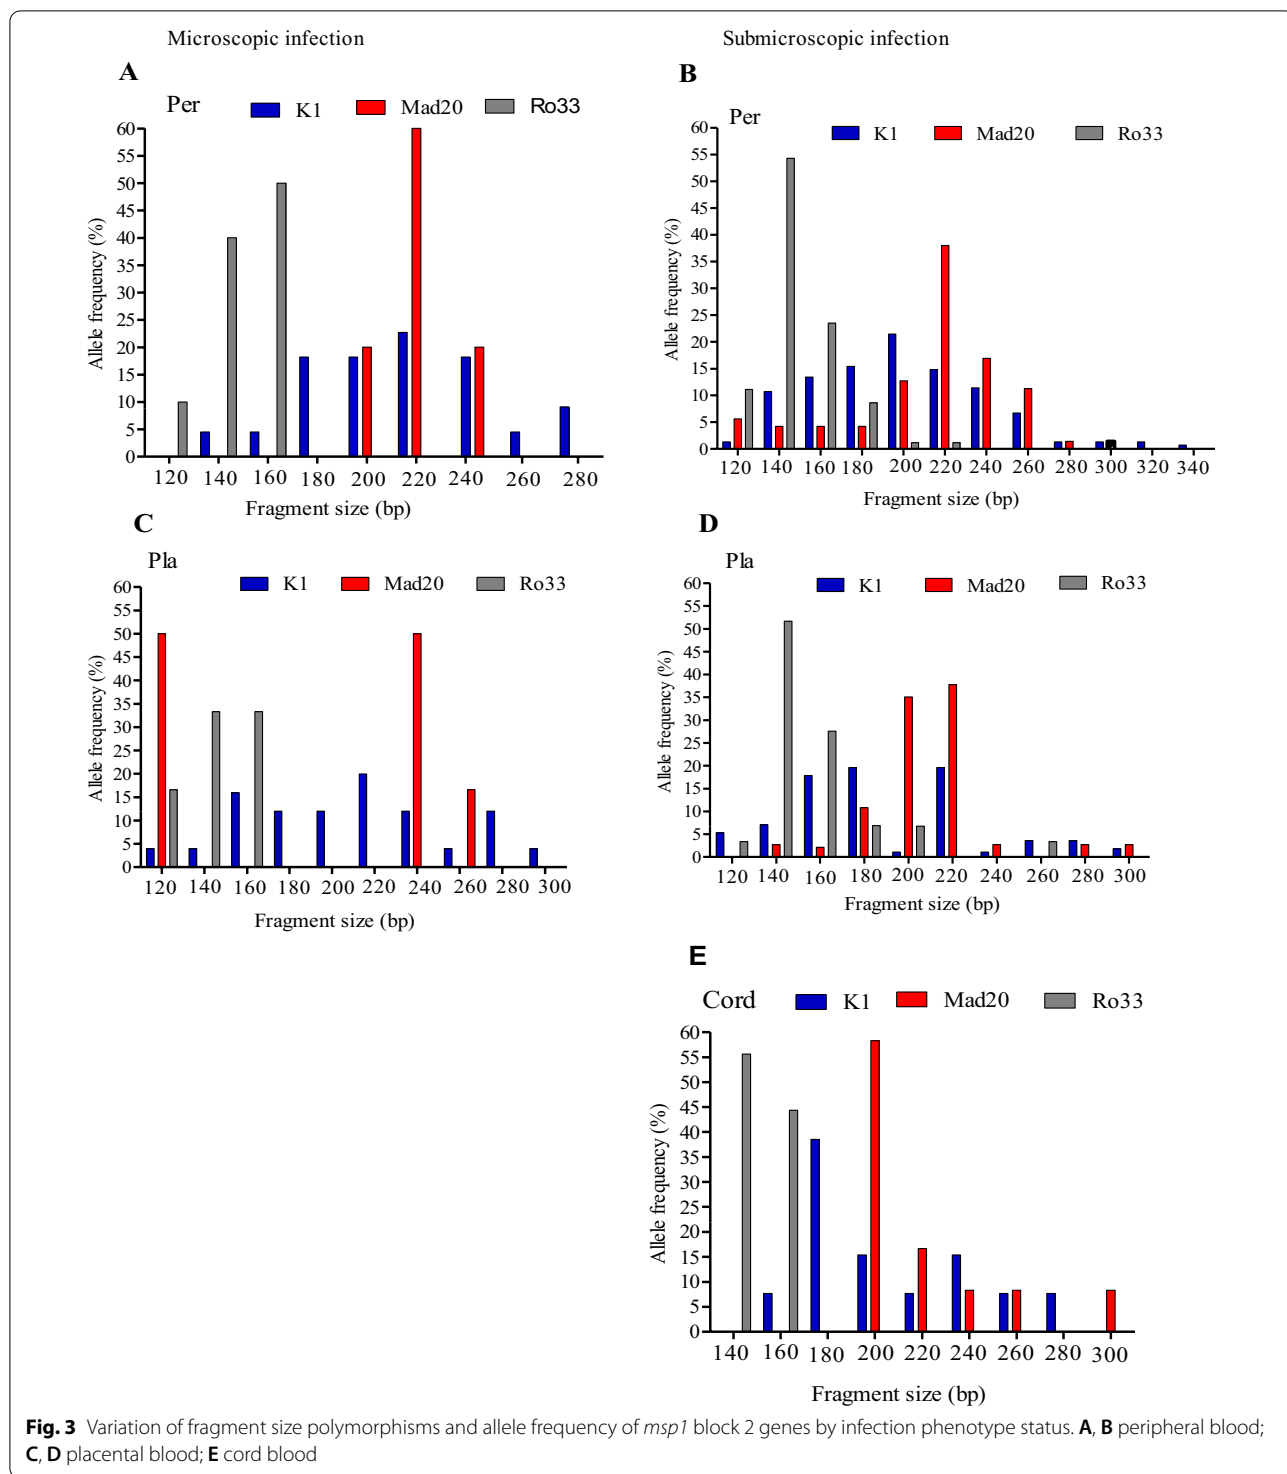 Microscopic infection
Submicroscopic infection
A
Per
K1 Mad20 Ro33
60
55
50
45
40
35
30
25
20
15
10
5
0
Allele frequency (%)
120 140 160 180 200 220 240 260 280
Fragment size (bp)
B
Per
K1 Mad20 Ro33
60
55
50
45
40
35
30
25
20
15
10
5
0
Allele frequency (%)
120 140 160 180 200 220 240 260 280 300 320 340
Fragment size (bp)
C
Pla
K1 Mad20 Ro33
60
55
50
45
40
35
30
25
20
15
10
5
0
Allele frequency (%)
120 140 160 180 200 220 240 260 280 300
Fragment size (bp)
D
Pla
K1 Mad20 Ro33
60
55
50
45
40
35
30
25
20
15
10
5
0
Allele frequency (%)
120 140 160 180 200 220 240 260 280 300
Fragment size (bp)
E
Cord
K1 Mad20 Ro33
60
55
50
45
40
35
30
25
20
15
10
5
0
Allele frequency (%)
140 160 180 200 220 240 260 280 300
Fragment size (bp)
Fig. 3 Variation of fragment size polymorphisms and allele frequency of msp1 block 2 genes by infection phenotype status. A, B peripheral blood;
C, D placental blood; E cord blood